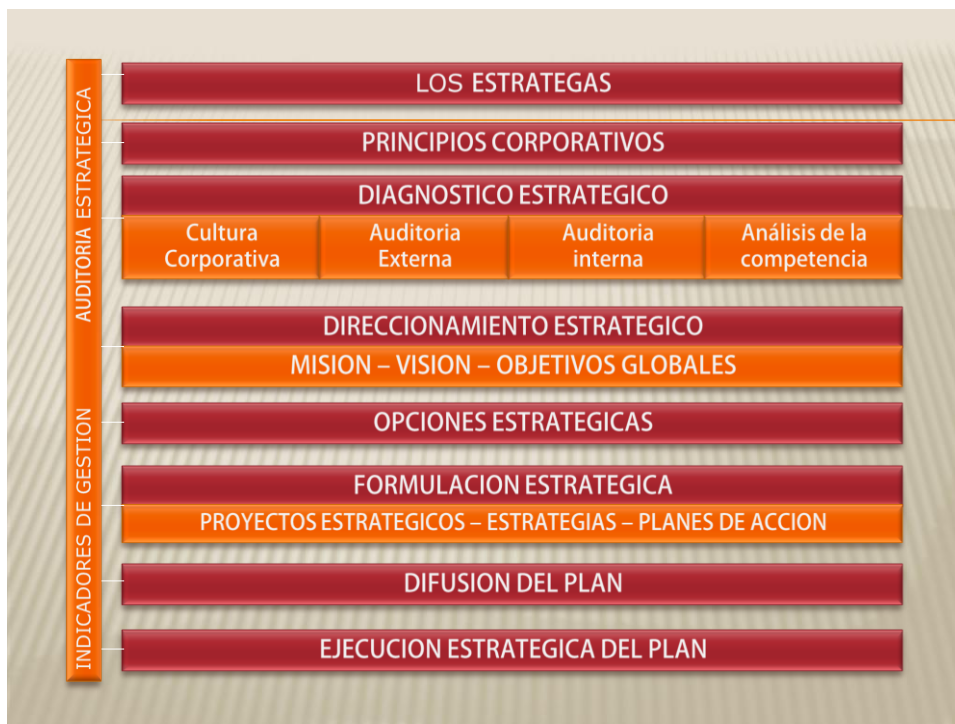 LOS ESTRATEGAS
PRINCIPIOS CORPORATIVOS
DIAGNOSTICO ESTRATEGICO
Cultura
Corporativa
Auditoria
Externa
Auditoria
interna
Análisis de la
competencia
DIRECCIONAMIENTO ESTRATEGICO
MISION – VISION – OBJETIVOS GLOBALES
OPCIONES ESTRATEGICAS
FORMULACION ESTRATEGICA
PROYECTOS ESTRATEGICOS – ESTRATEGIAS – PLANES DE ACCION
DIFUSION DEL PLAN
EJECUCION ESTRATEGICA DEL PLAN
INDICADORES DE GESTION AUDITORIA ESTRATEGICA